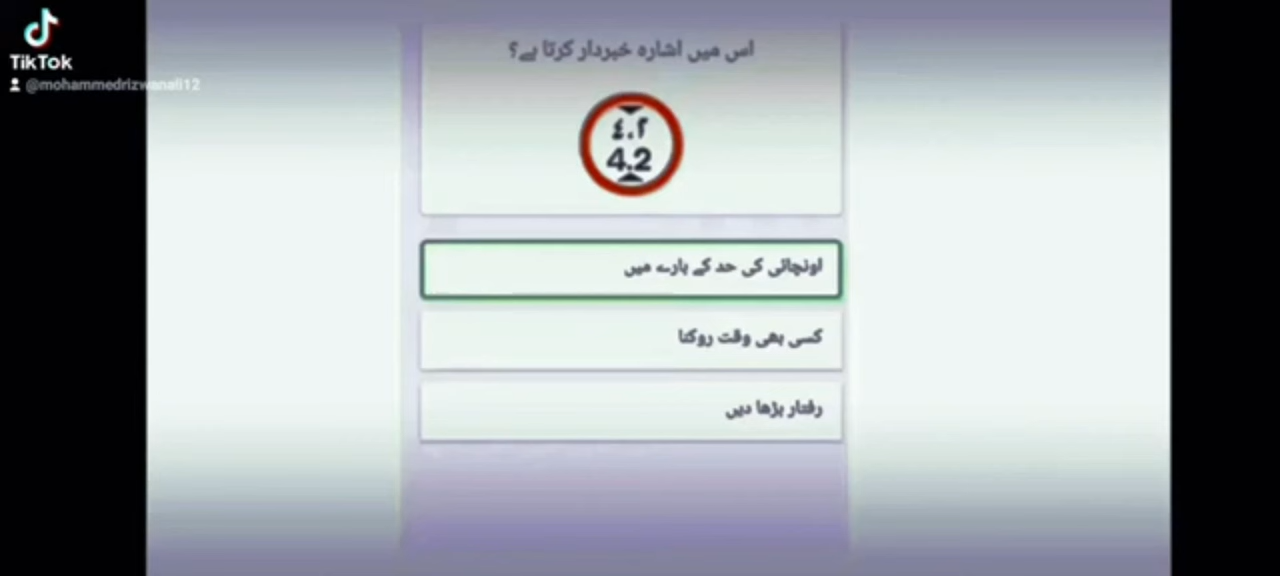 TikTok
@mohammedrizwanali12
اس میں اشارہ خبردار کرتا ہے؟
٤.٢
4.2
اونچائی کی حد کے بارے میں
کسی بھی وقت روکنا
رفتار بڑھا دیں